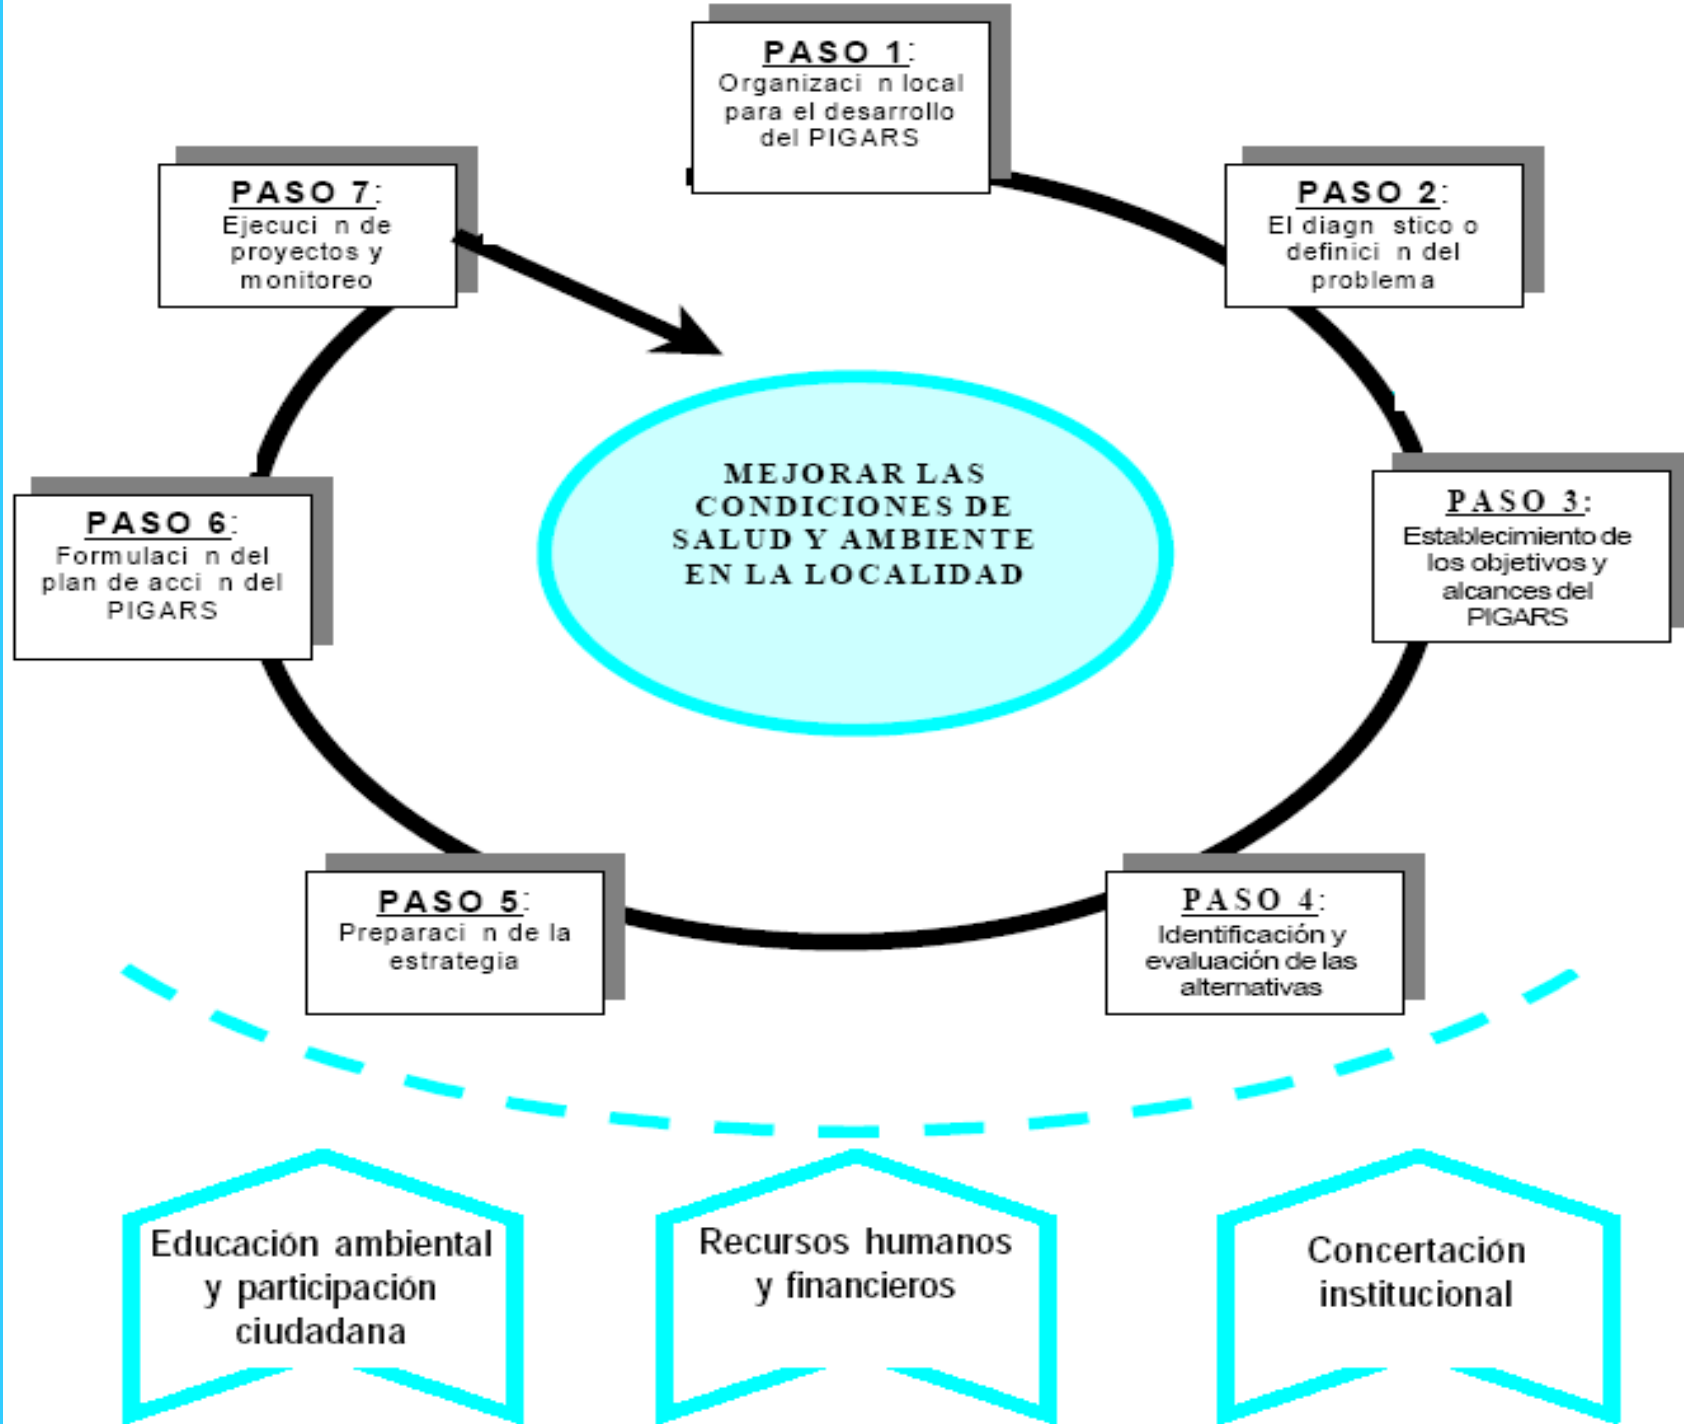 PASO 1:
Organizaci n local
para el desarrollo
del PIGARS
PASO 2:
El diagn stico o
definici n del
problema
PASO 3:
Establecimiento de
los objetivos y
alcances del
PIGARS
PASO 4:
Identificación y
evaluación de las
alternativas
PASO 5:
Preparaci n de la
estrategia
PASO 6:
Formulaci n del
plan de acci n del
PIGARS
PASO 7:
Ejecuci n de
proyectos y
monitoreo
MEJORAR LAS
CONDICIONES DE
SALUD Y AMBIENTE
EN LA LOCALIDAD
Educación ambiental
y participación
ciudadana
Recursos humanos
y financieros
Concertación
institucional